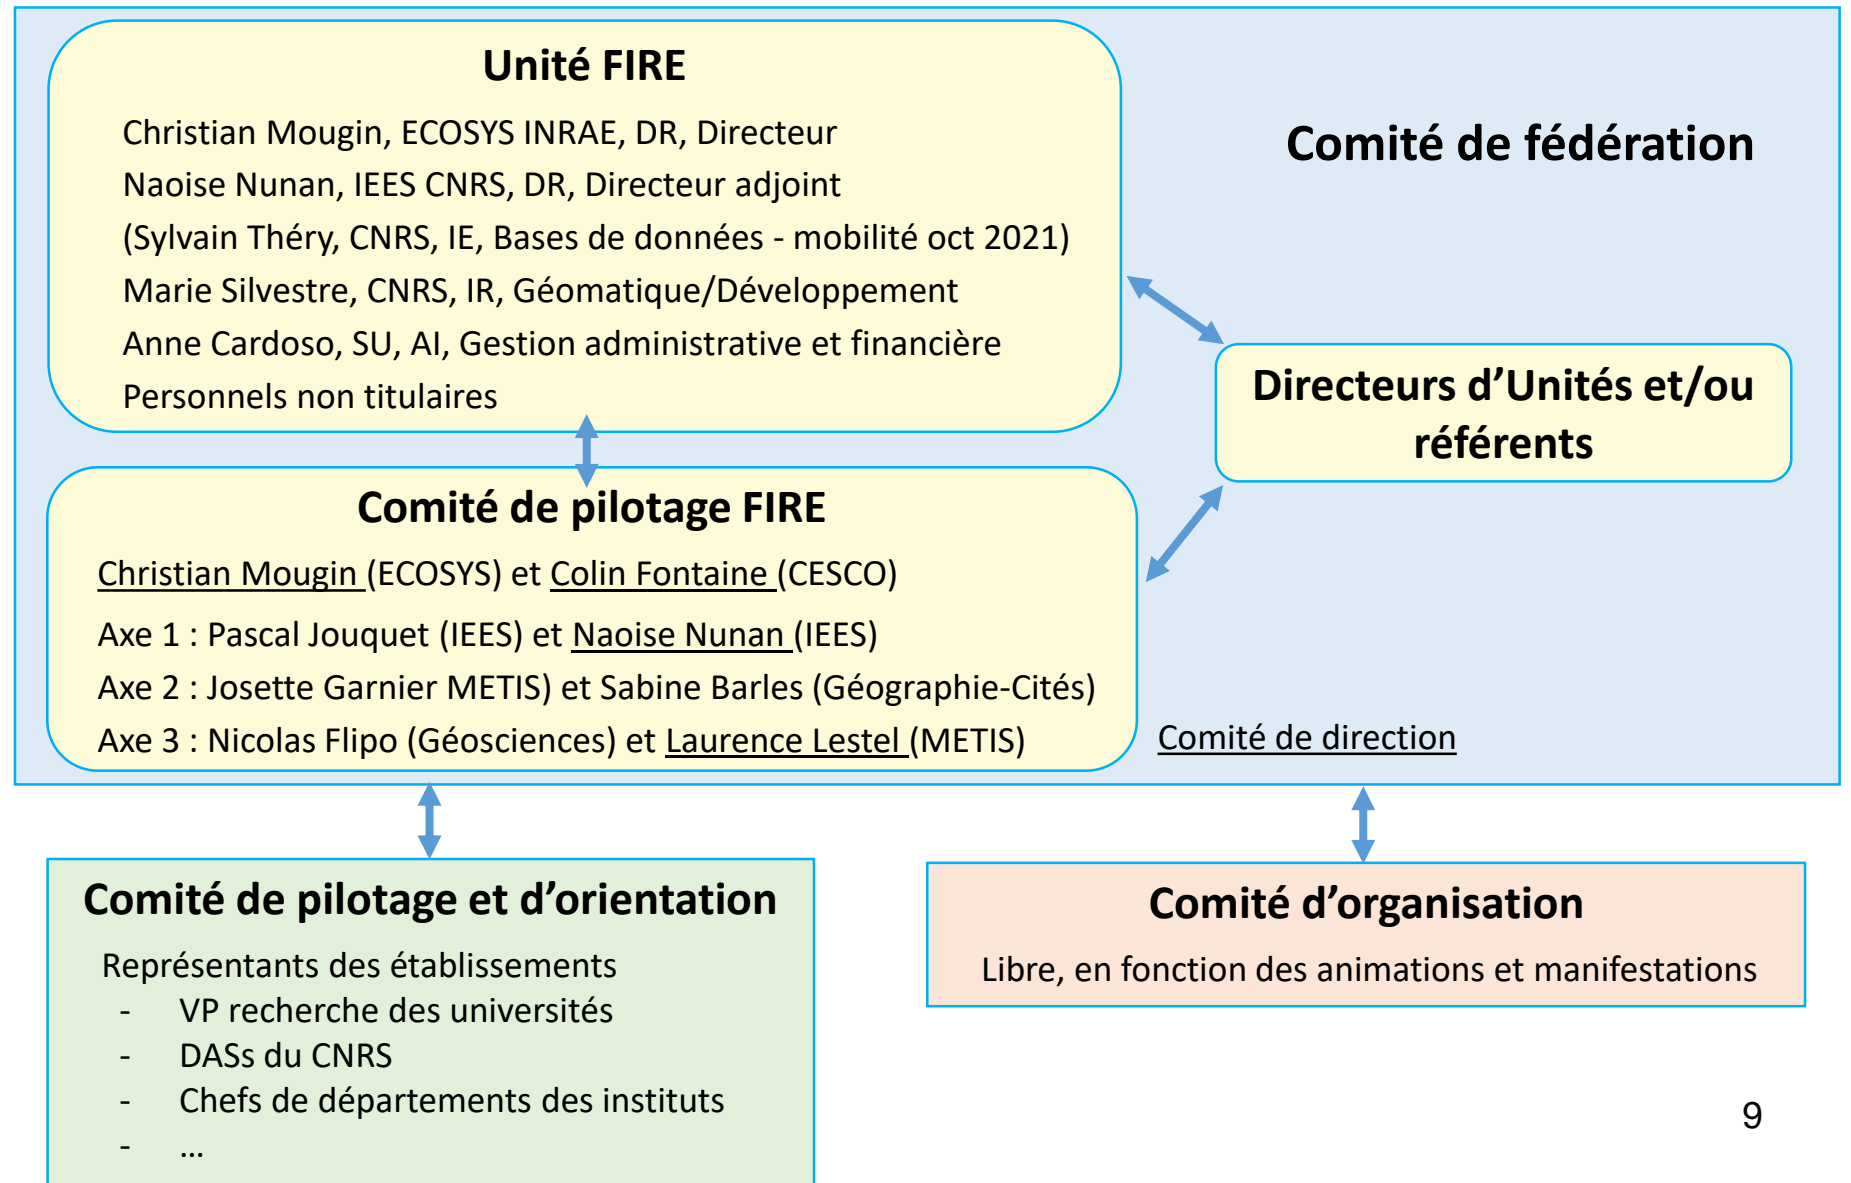 Unité FIRE
Christian Mougin, ECOSYS INRAE, DR, Directeur
Naoise Nunan, IEES CNRS, DR, Directeur adjoint
(Sylvain Théry, CNRS, IE, Bases de données - mobilité oct 2021)
Marie Silvestre, CNRS, IR, Géomatique/Développement
Anne Cardoso, SU, AI, Gestion administrative et financière
Personnels non titulaires
Comité de fédération
Directeurs d’Unités et/ou
référents
Comité de pilotage FIRE
Christian Mougin (ECOSYS) et Colin Fontaine (CESCO)
Axe 1 : Pascal Jouquet (IEES) et Naoise Nunan (IEES)
Axe 2 : Josette Garnier METIS) et Sabine Barles (Géographie-Cités)
Axe 3 : Nicolas Flipo (Géosciences) et Laurence Lestel (METIS)
Comité de direction
Comité de pilotage et d’orientation
Représentants des établissements
- VP recherche des universités
- DASs du CNRS
- Chefs de départements des instituts
- …
Comité d’organisation
Libre, en fonction des animations et manifestations
9